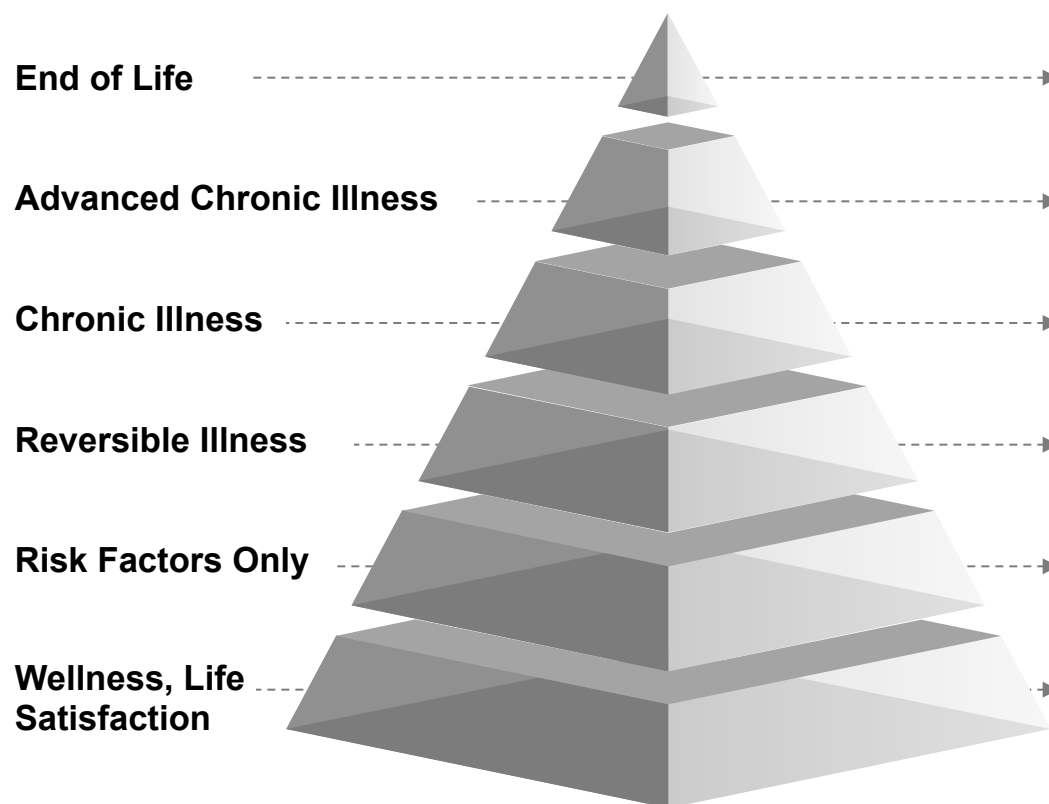 End of Life
Advanced Chronic Illness
Chronic Illness
Reversible Illness
Risk Factors Only
Wellness, Life
Satisfaction